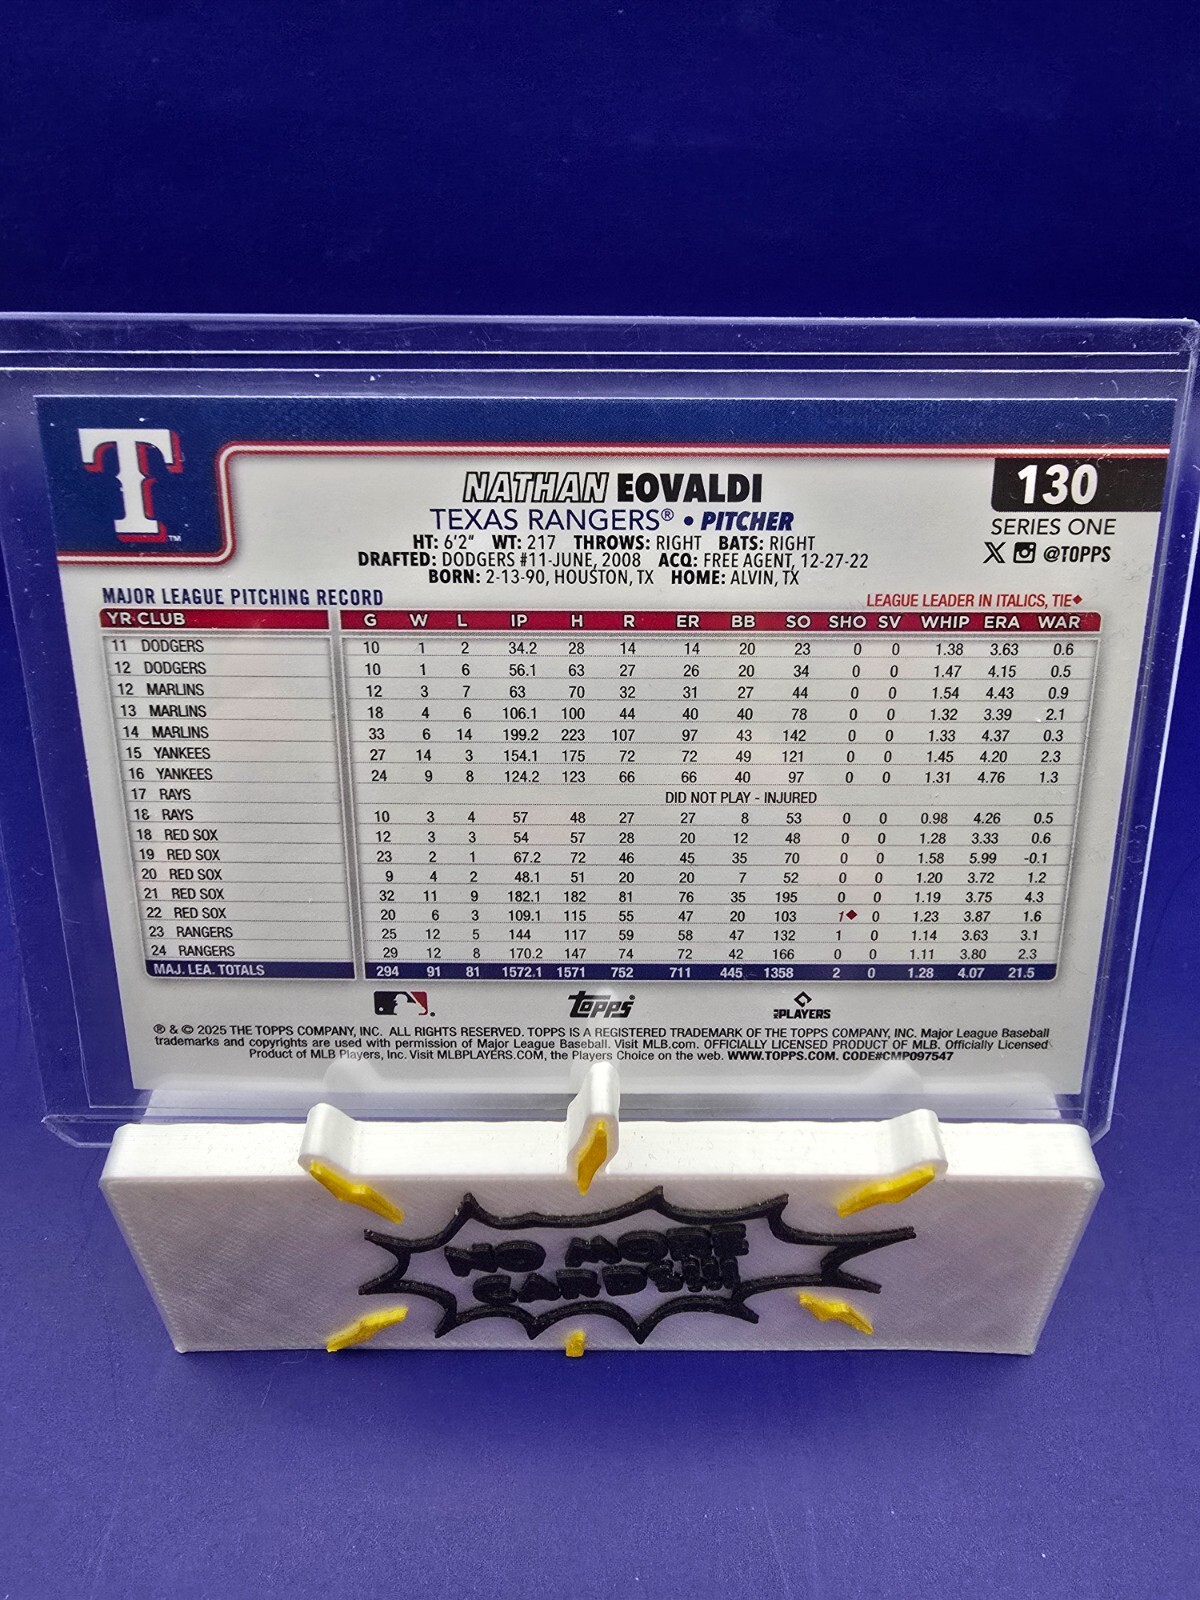 T
™
NATHAN EOVALDI
130
TEXAS RANGERS® • PITCHER
SERIES ONE
HT: 6'2" WT: 217 THROWS: RIGHT BATS: RIGHT
@TOPPS
DRAFTED: DODGERS #11-JUNE, 2008 ACQ: FREE AGENT, 12-27-22
BORN: 2-13-90, HOUSTON, TX HOME: ALVIN, TX
MAJOR LEAGUE PITCHING RECORD
LEAGUE LEADER IN ITALICS, TIE◆
YR CLUB G W L IP H R ER BB SO SHO SV WHIP ERA WAR
11 DODGERS 10 1 2 34.2 28 14 14 20 23 0 0 1.38 3.63 0.6
12 DODGERS 10 1 6 56.1 63 27 26 20 34 0 0 1.47 4.15 0.5
12 MARLINS 12 3 7 63 70 32 31 27 44 0 0 1.54 4.43 0.9
13 MARLINS 18 4 6 106.1 100 44 40 40 78 0 0 1.32 3.39 2.1
14 MARLINS 33 6 14 199.2 223 107 97 43 142 0 0 1.33 4.37 0.3
15 YANKEES 27 14 3 154.1 175 72 72 49 121 0 0 1.45 4.20 2.3
16 YANKEES 24 9 8 124.2 123 66 66 40 97 0 0 1.31 4.76 1.3
17 RAYS DID NOT PLAY - INJURED
18 RAYS 10 3 4 57 48 27 27 8 53 0 0 0.98 4.26 0.5
18 RED SOX 12 3 3 54 57 28 20 12 48 0 0 1.28 3.33 0.6
19 RED SOX 23 2 1 67.2 72 46 45 35 70 0 0 1.58 5.99 -0.1
20 RED SOX 9 4 2 48.1 51 20 20 7 52 0 0 1.20 3.72 1.2
21 RED SOX 32 11 9 182.1 182 81 76 35 195 0 0 1.19 3.75 4.3
22 RED SOX 20 6 3 109.1 115 55 47 20 103 1◆ 0 1.23 3.87 1.6
23 RANGERS 25 12 5 144 117 59 58 47 132 1 0 1.14 3.63 3.1
24 RANGERS 29 12 8 170.2 147 74 72 42 166 0 0 1.11 3.80 2.3
MAJ. LEA. TOTALS 294 91 81 1572.1 1571 752 711 445 1358 2 0 1.28 4.07 21.5
topps
MLB PLAYERS
® & © 2025 THE TOPPS COMPANY, INC. ALL RIGHTS RESERVED. TOPPS IS A REGISTERED TRADEMARK OF THE TOPPS COMPANY, INC. Major League Baseball
trademarks and copyrights are used with permission of Major League Baseball. Visit MLB.com. OFFICIALLY LICENSED PRODUCT OF MLB. Officially Licensed
Product of MLB Players, Inc. Visit MLBPLAYERS.COM, the Players Choice on the web. WWW.TOPPS.COM. CODE#CMP097547
NO MORE
CARDS!!!